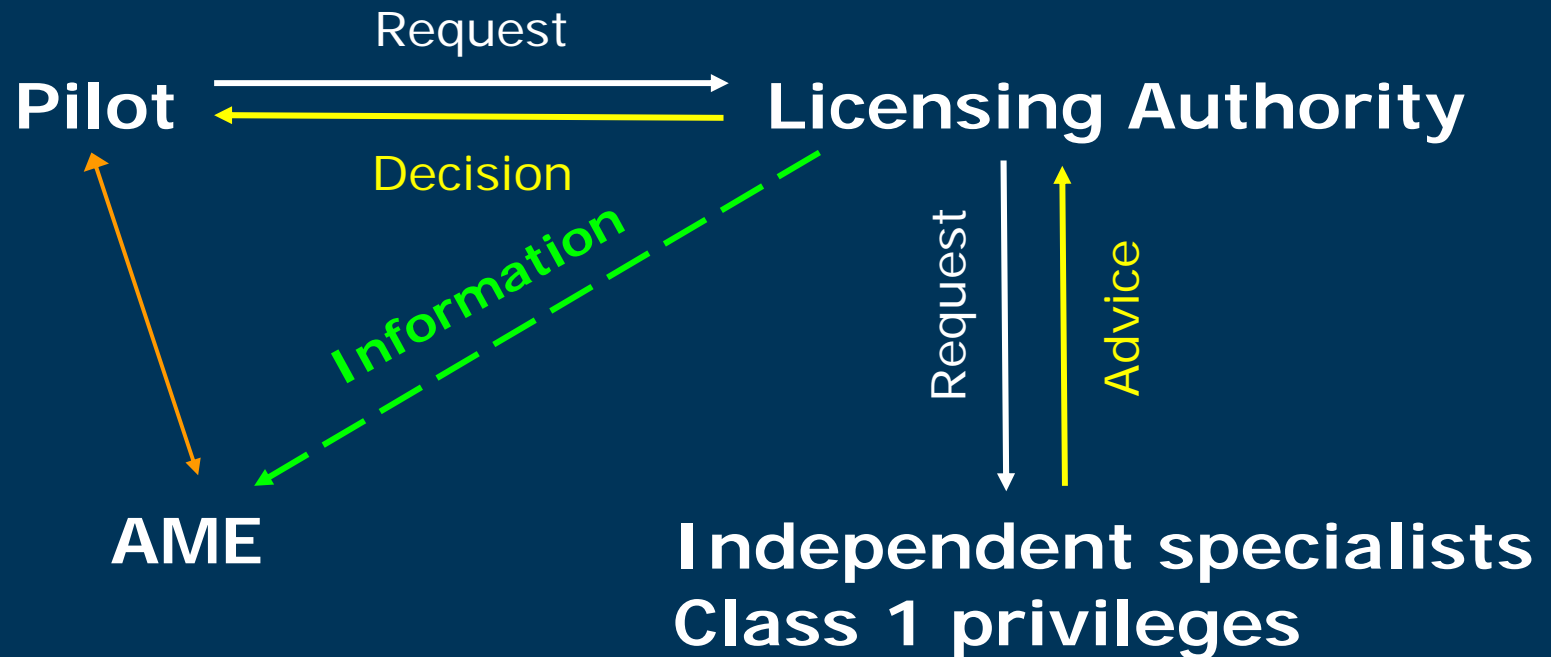 Request
Pilot
Licensing Authority
Decision
Information
Request
Advice
AME
Independent specialists
Class 1 privileges